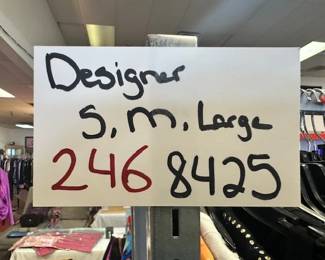 Designer
S, M, Large
246 8425